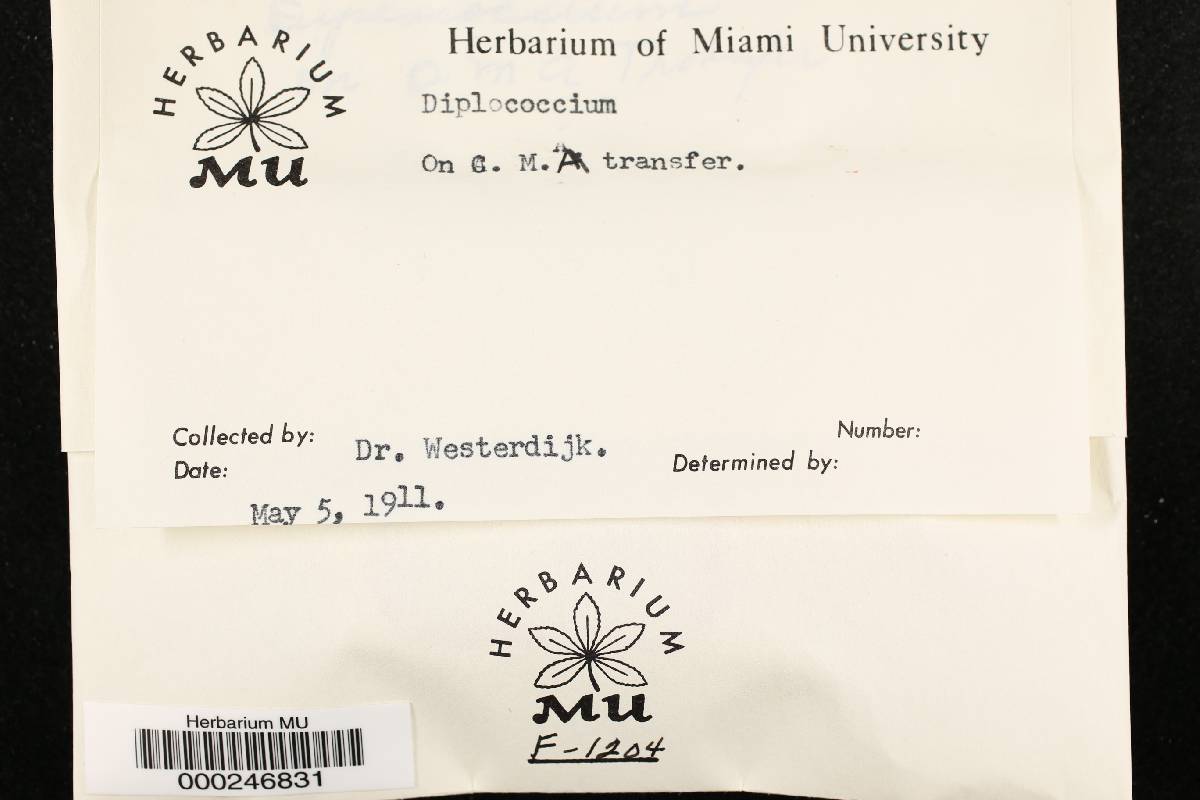 HERBARIUM
MU
Herbarium of Miami University
Diplococcium
On C. M. A transfer.
Collected by: Dr. Westerdijk.
Number:
Date: May 5, 1911.
Determined by:
HERBARIUM
MU
F-1204
Herbarium MU
000246831